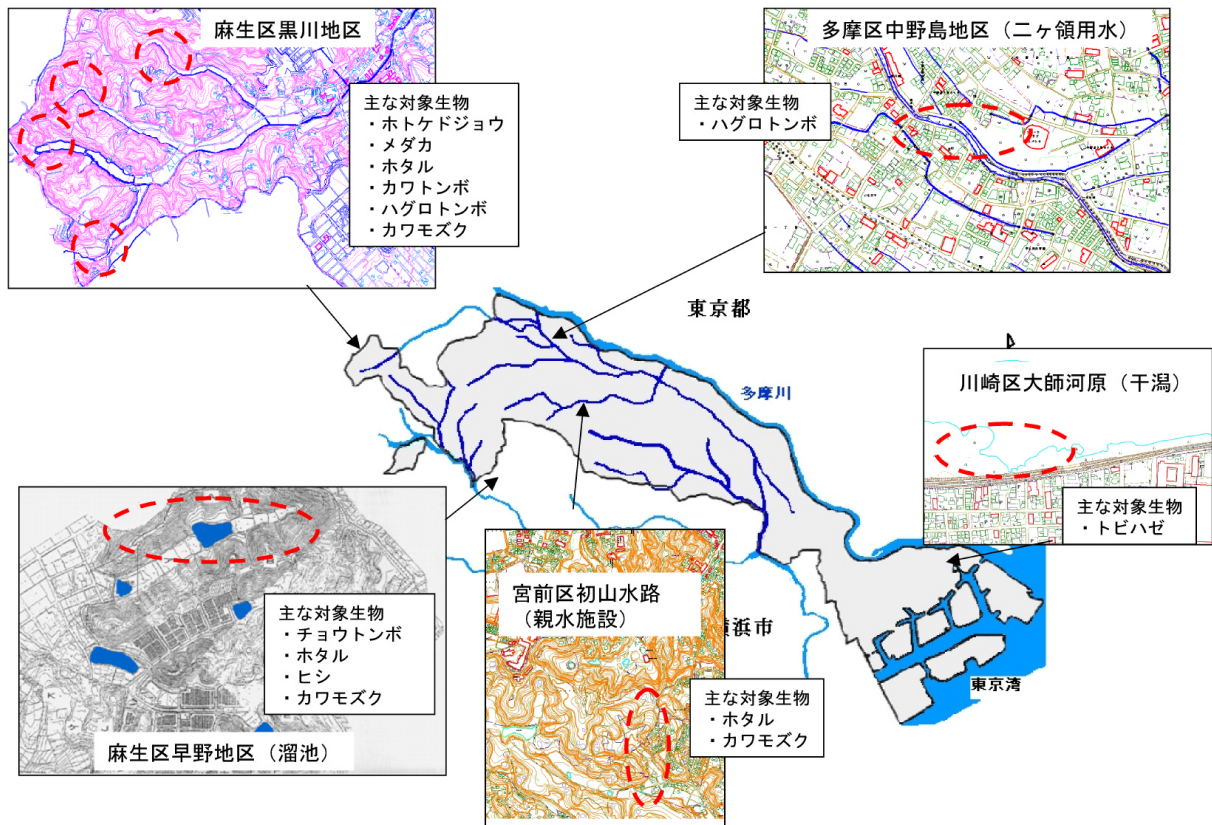 麻生区黒川地区
主な対象生物
・ホトケドジョウ
・メダカ
・ホタル
・カワトンボ
・ハグロトンボ
・カワモズク
多摩区中野島地区（二ヶ領用水）
主な対象生物
・ハグロトンボ
東京都
多摩川
川崎区大師河原（干潟）
主な対象生物
・トビハゼ
主な対象生物
・チョウトンボ
・ホタル
・ヒシ
・カワモズク
麻生区早野地区（溜池）
宮前区初山水路
（親水施設）
浜市
主な対象生物
・ホタル
・カワモズク
東京湾